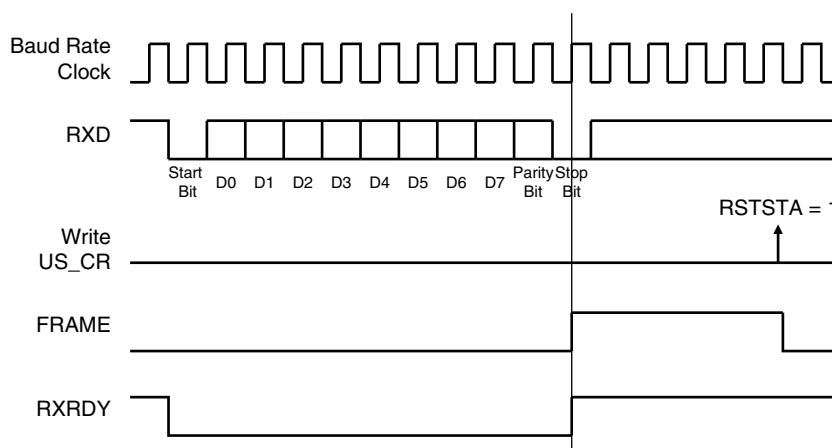 Baud Rate
Clock
RXD
Start
Bit
D0 D1 D2 D3 D4 D5 D6 D7
Parity
Bit
Stop
Bit
RSTSTA = 1
Write
US_CR
FRAME
RXRDY